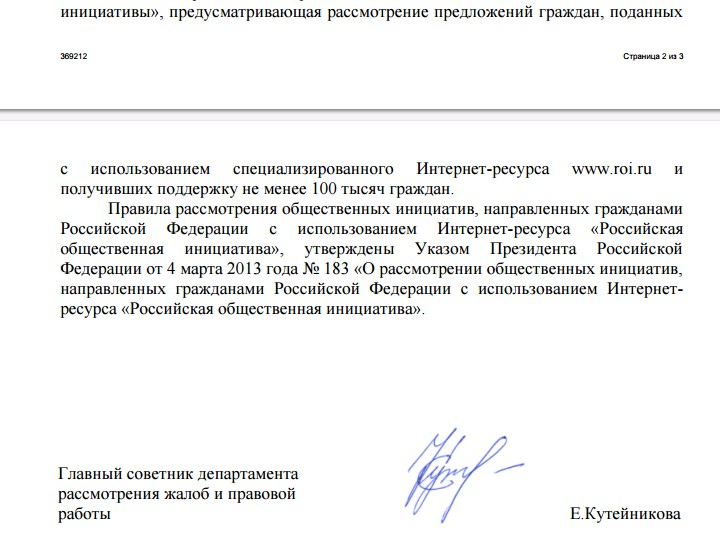 инициативы», предусматривающая рассмотрение предложений граждан, поданных
369212 Страница 2 из 3
с использованием специализированного Интернет-ресурса www.roi.ru и
получивших поддержку не менее 100 тысяч граждан.
Правила рассмотрения общественных инициатив, направленных гражданами
Российской Федерации с использованием Интернет-ресурса «Российская
общественная инициатива», утверждены Указом Президента Российской
Федерации от 4 марта 2013 года № 183 «О рассмотрении общественных инициатив,
направленных гражданами Российской Федерации с использованием Интернет-
ресурса «Российская общественная инициатива».
Главный советник департамента
рассмотрения жалоб и правовой
работы Е.Кутейникова